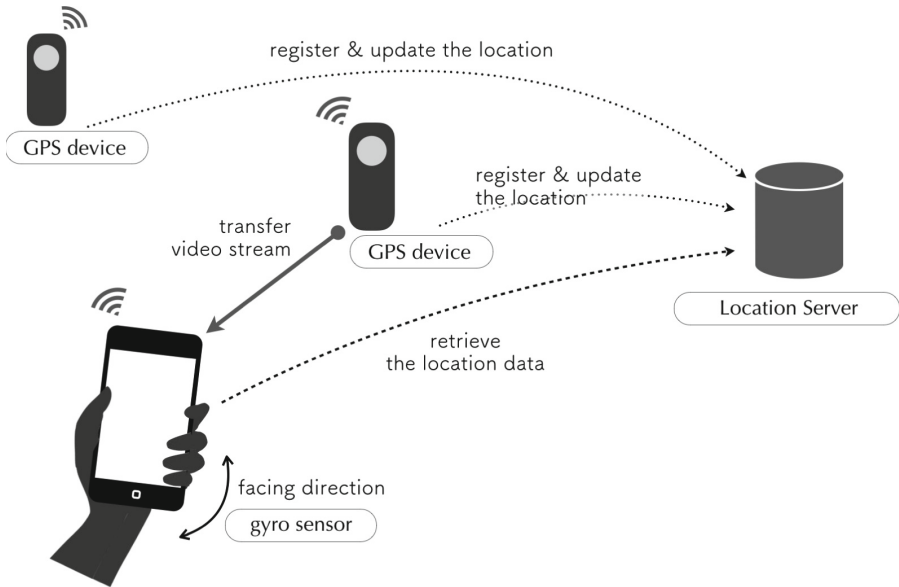 register & update the location
GPS device
register & update
the location
transfer
video stream
GPS device
Location Server
retrieve
the location data
facing direction
gyro sensor